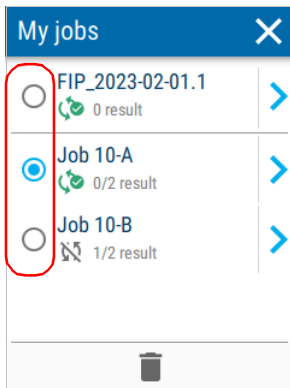 My jobs
FIP_2023-02-01.1
0 result
Job 10-A
0/2 result
Job 10-B
1/2 result